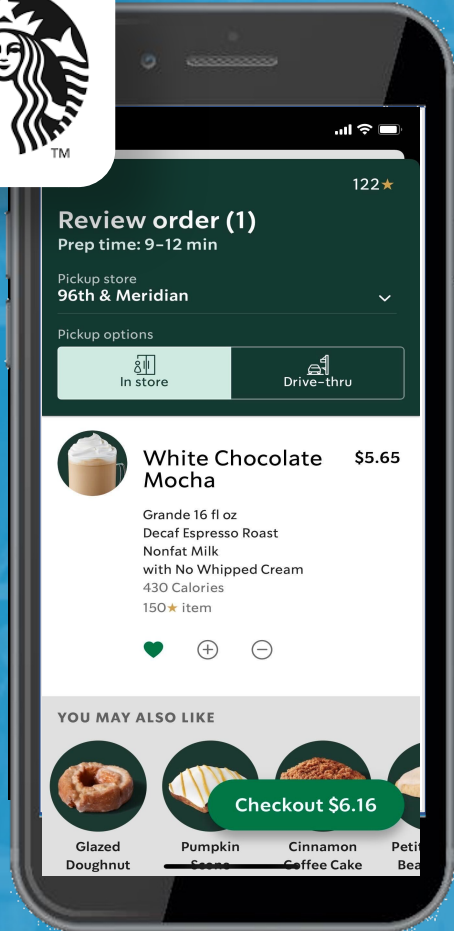 TM
122★
Review order (1)
Prep time: 9–12 min
Pickup store
96th & Meridian
Pickup options
In store
Drive-thru
White Chocolate $5.65
Mocha
Grande 16 fl oz
Decaf Espresso Roast
Nonfat Milk
with No Whipped Cream
430 Calories
150★ item
YOU MAY ALSO LIKE
Checkout $6.16
Glazed
Doughnut
Pumpkin
Scone
Cinnamon
Coffee Cake